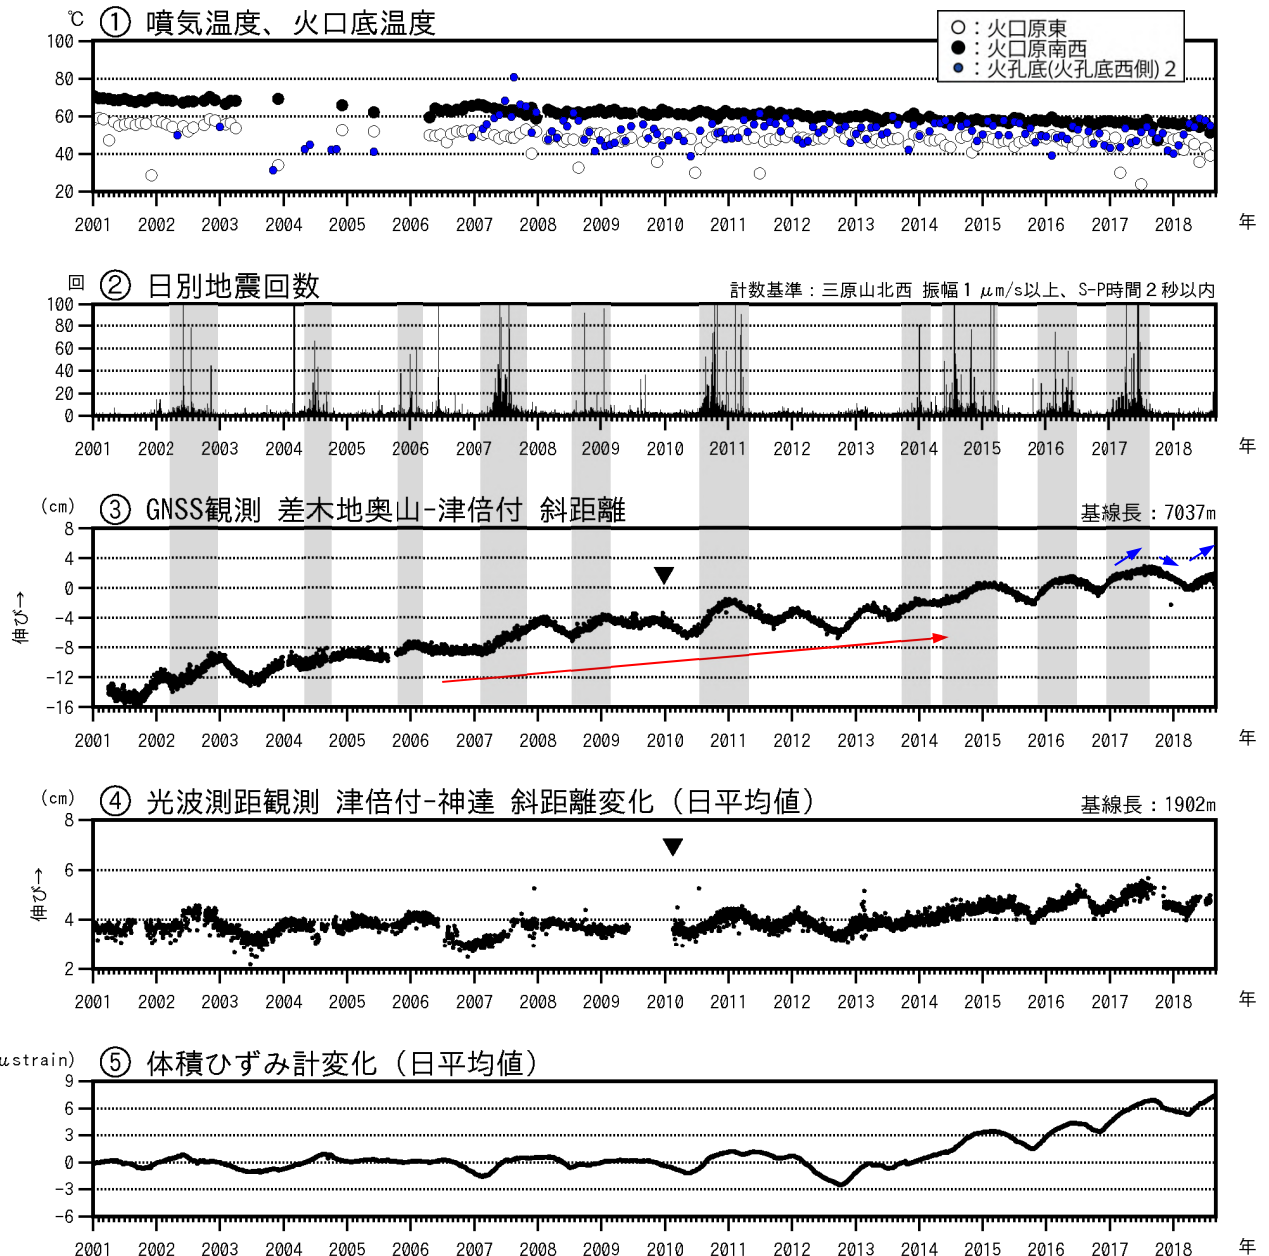 ℃ ① 噴気温度、火口底温度
○：火口原東
●：火口原南西
●：火孔底(火孔底西側)２
100
80
60
40
20
2001 2002 2003 2004 2005 2006 2007 2008 2009 2010 2011 2012 2013 2014 2015 2016 2017 2018 年
回 ② 日別地震回数 計数基準：三原山北西 振幅１μm/s以上、S-P時間２秒以内
100
80
60
40
20
0
2001 2002 2003 2004 2005 2006 2007 2008 2009 2010 2011 2012 2013 2014 2015 2016 2017 2018 年
(cm) ③ GNSS観測 差木地奥山-津倍付 斜距離 基線長：7037m
8
4
0
-4
-8
-12
-16
伸び→
2001 2002 2003 2004 2005 2006 2007 2008 2009 2010 2011 2012 2013 2014 2015 2016 2017 2018 年
(cm) ④ 光波測距観測 津倍付-神達 斜距離変化（日平均値） 基線長：1902m
8
6
4
2
伸び→
2001 2002 2003 2004 2005 2006 2007 2008 2009 2010 2011 2012 2013 2014 2015 2016 2017 2018 年
μstrain) ⑤ 体積ひずみ計変化（日平均値）
9
6
3
0
-3
-6
2001 2002 2003 2004 2005 2006 2007 2008 2009 2010 2011 2012 2013 2014 2015 2016 2017 2018 年